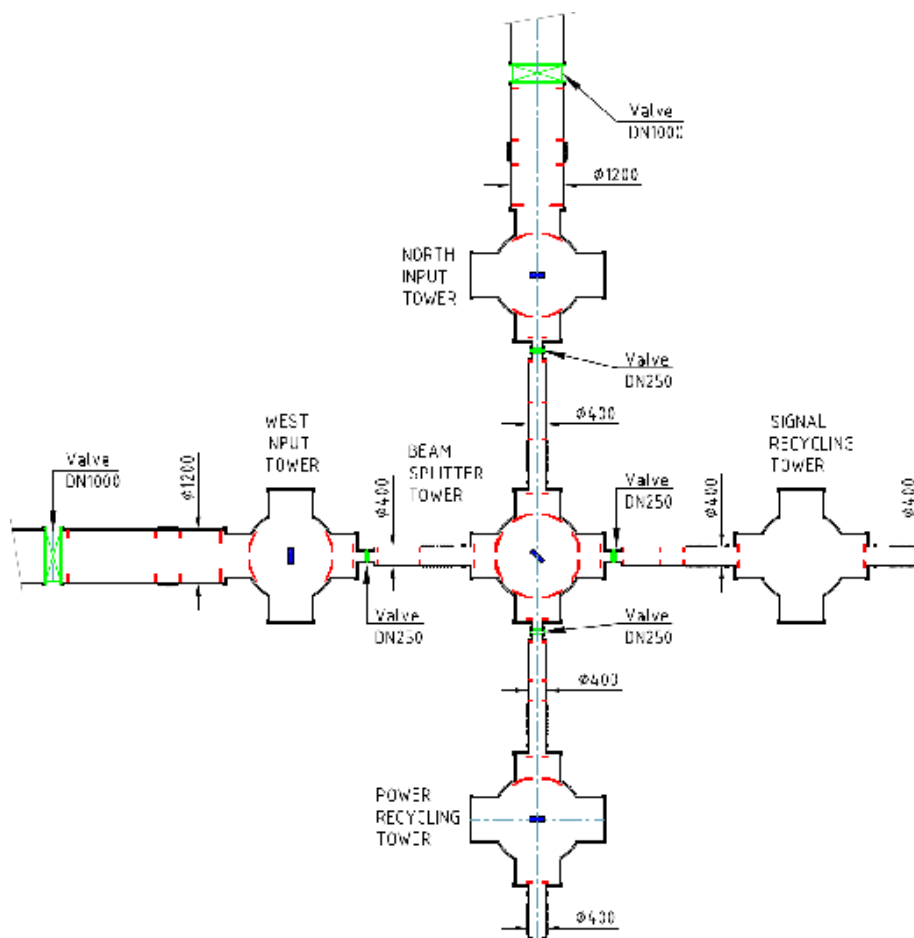 Valve
DN1000
ϕ1200
NORTH
INPUT
TOWER
Valve
DN250
ϕ400
WEST
INPUT
TOWER
BEAM
SPLITTER
TOWER
SIGNAL
RECYCLING
TOWER
Valve
DN1000
ϕ1200
ϕ400
Valve
DN250
ϕ400
ϕ400
Valve
DN250
Valve
DN250
ϕ400
POWER
RECYCLING
TOWER
ϕ400